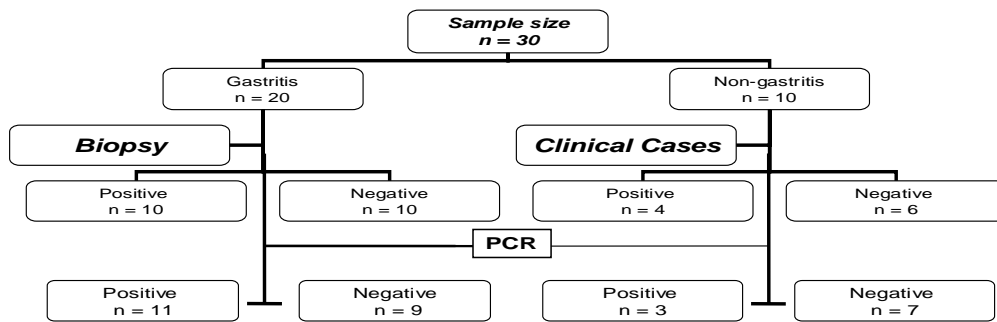 Sample size
n = 30
Gastritis
n = 20
Non-gastritis
n = 10
Biopsy
Clinical Cases
Positive
n = 10
Negative
n = 10
Positive
n = 4
Negative
n = 6
PCR
Positive
n = 11
Negative
n = 9
Positive
n = 3
Negative
n = 7